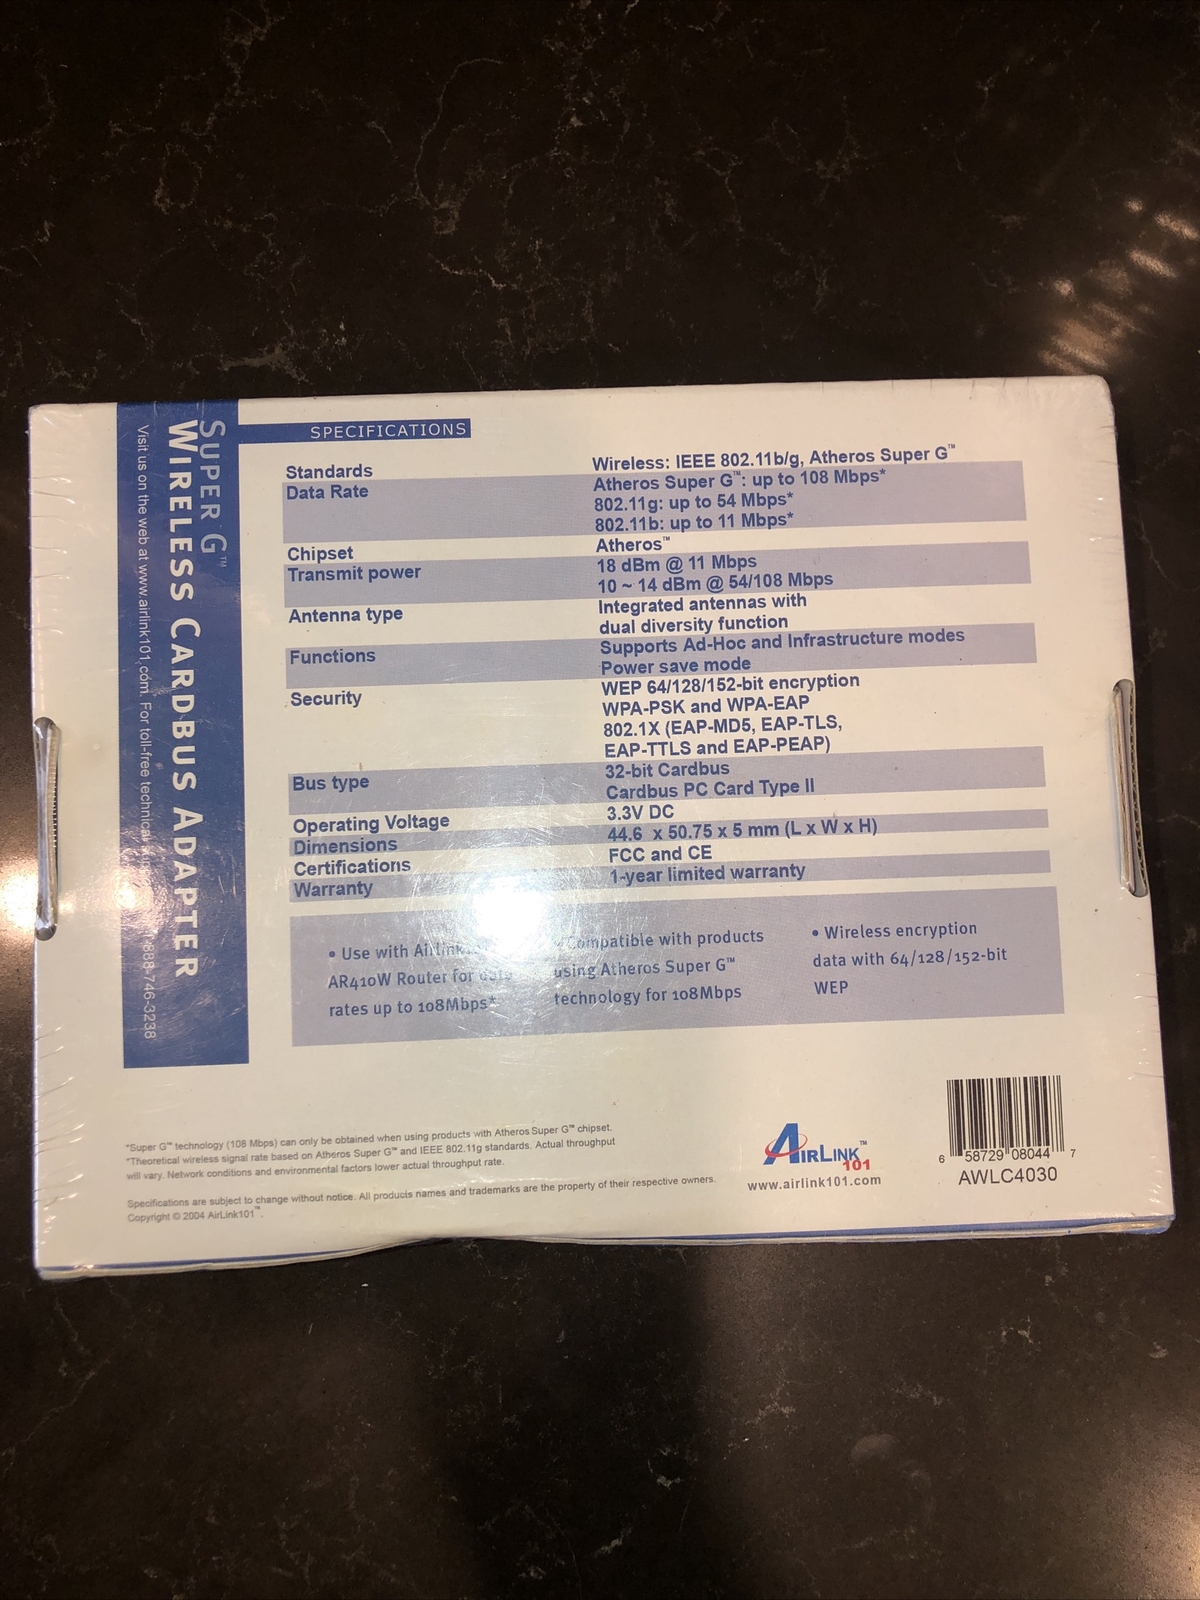 SUPER G™
WIRELESS CARDBUS ADAPTER
Visit us on the web at www.airlink101.com. For toll-free technical 888-746-3238
SPECIFICATIONS
Standards Wireless: IEEE 802.11b/g, Atheros Super G™
Data Rate Atheros Super G™: up to 108 Mbps*
802.11g: up to 54 Mbps*
802.11b: up to 11 Mbps*
Chipset Atheros™
Transmit power 18 dBm @ 11 Mbps
10 ~ 14 dBm @ 54/108 Mbps
Antenna type Integrated antennas with
dual diversity function
Functions Supports Ad-Hoc and Infrastructure modes
Power save mode
Security WEP 64/128/152-bit encryption
WPA-PSK and WPA-EAP
802.1X (EAP-MD5, EAP-TLS,
EAP-TTLS and EAP-PEAP)
Bus type 32-bit Cardbus
Cardbus PC Card Type II
Operating Voltage 3.3V DC
Dimensions 44.6 x 50.75 x 5 mm (L x W x H)
Certifications FCC and CE
Warranty 1-year limited warranty
• Use with
AR410W Router for data
rates up to 108Mbps*
Compatible with products
using Atheros Super G™
technology for 108Mbps
• Wireless encryption
data with 64/128/152-bit
WEP
*Super G™ technology (108 Mbps) can only be obtained when using products with Atheros Super G™ chipset.
*Theoretical wireless signal rate based on Atheros Super G™ and IEEE 802.11g standards. Actual throughput
will vary. Network conditions and environmental factors lower actual throughput rate.
Specifications are subject to change without notice. All products names and trademarks are the property of their respective owners.
Copyright © 2004 AirLink101™.
AIRLINK™
101
www.airlink101.com
6 58729 08044 7
AWLC4030